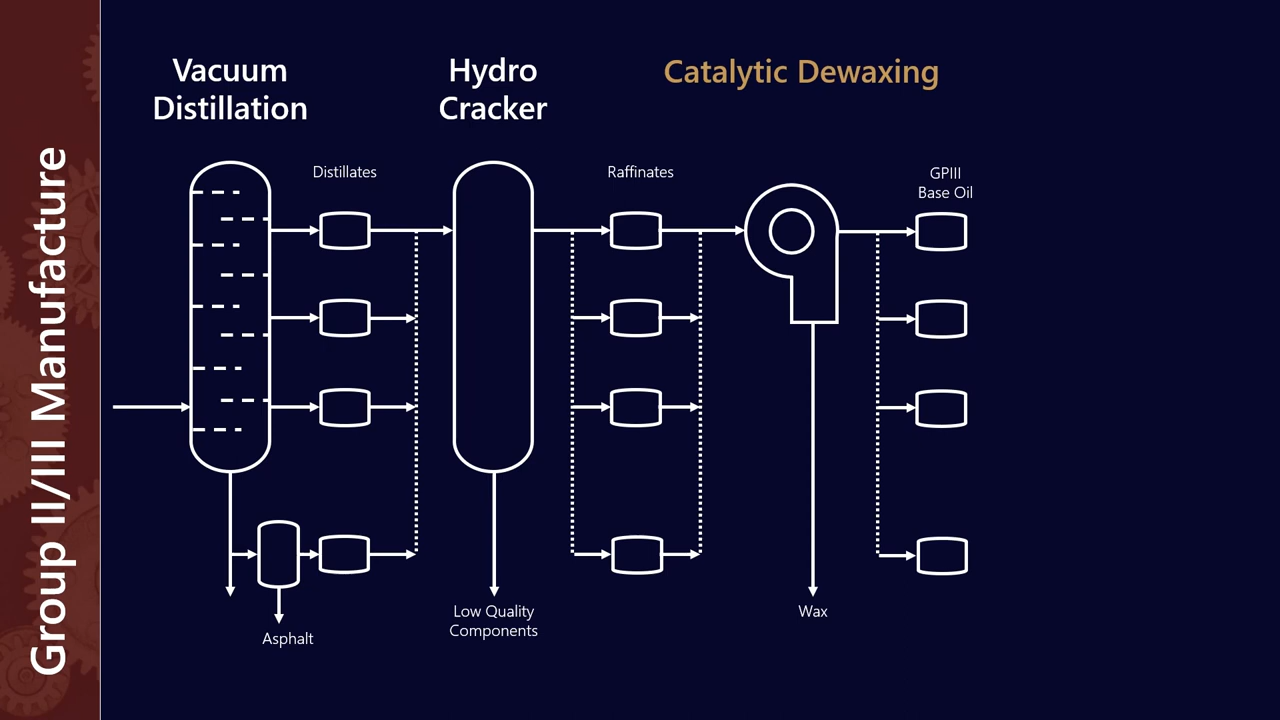 Group II/III Manufacture
Vacuum
Distillation
Hydro
Cracker
Catalytic Dewaxing
Distillates
Raffinates
GPIII
Base Oil
Asphalt
Low Quality
Components
Wax